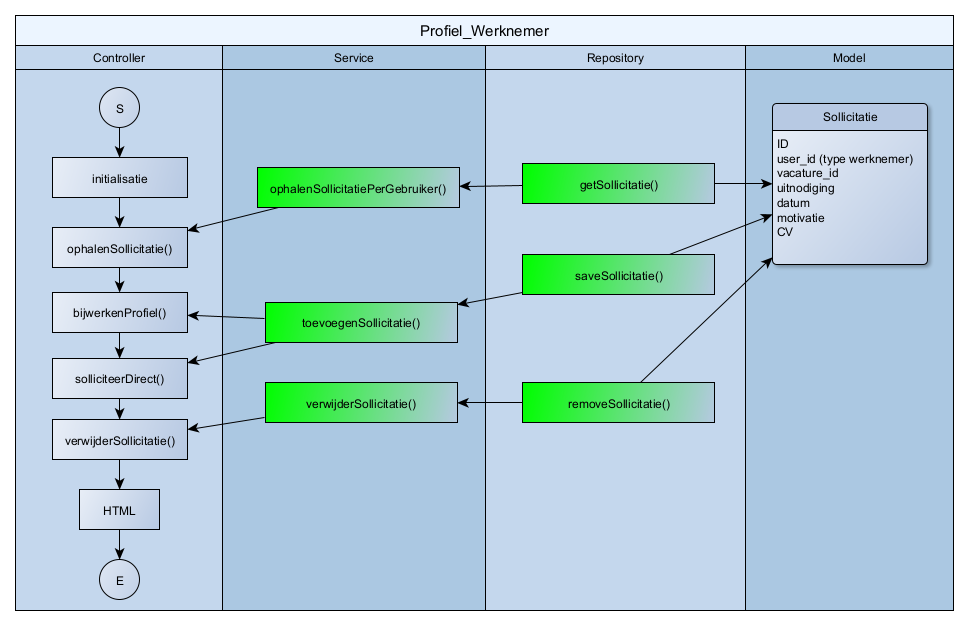 Profiel_Werknemer
Controller
Service
Repository
Model
S
initialisatie
ophalenSollicitatie()
bijwerkenProfiel()
solliciteerDirect()
verwijderSollicitatie()
HTML
E
ophalenSollicitatiePerGebruiker()
toevoegenSollicitatie()
verwijderSollicitatie()
getSollicitatie()
saveSollicitatie()
removeSollicitatie()
Sollicitatie
ID
user_id (type werknemer)
vacature_id
uitnodiging
datum
motivatie
CV